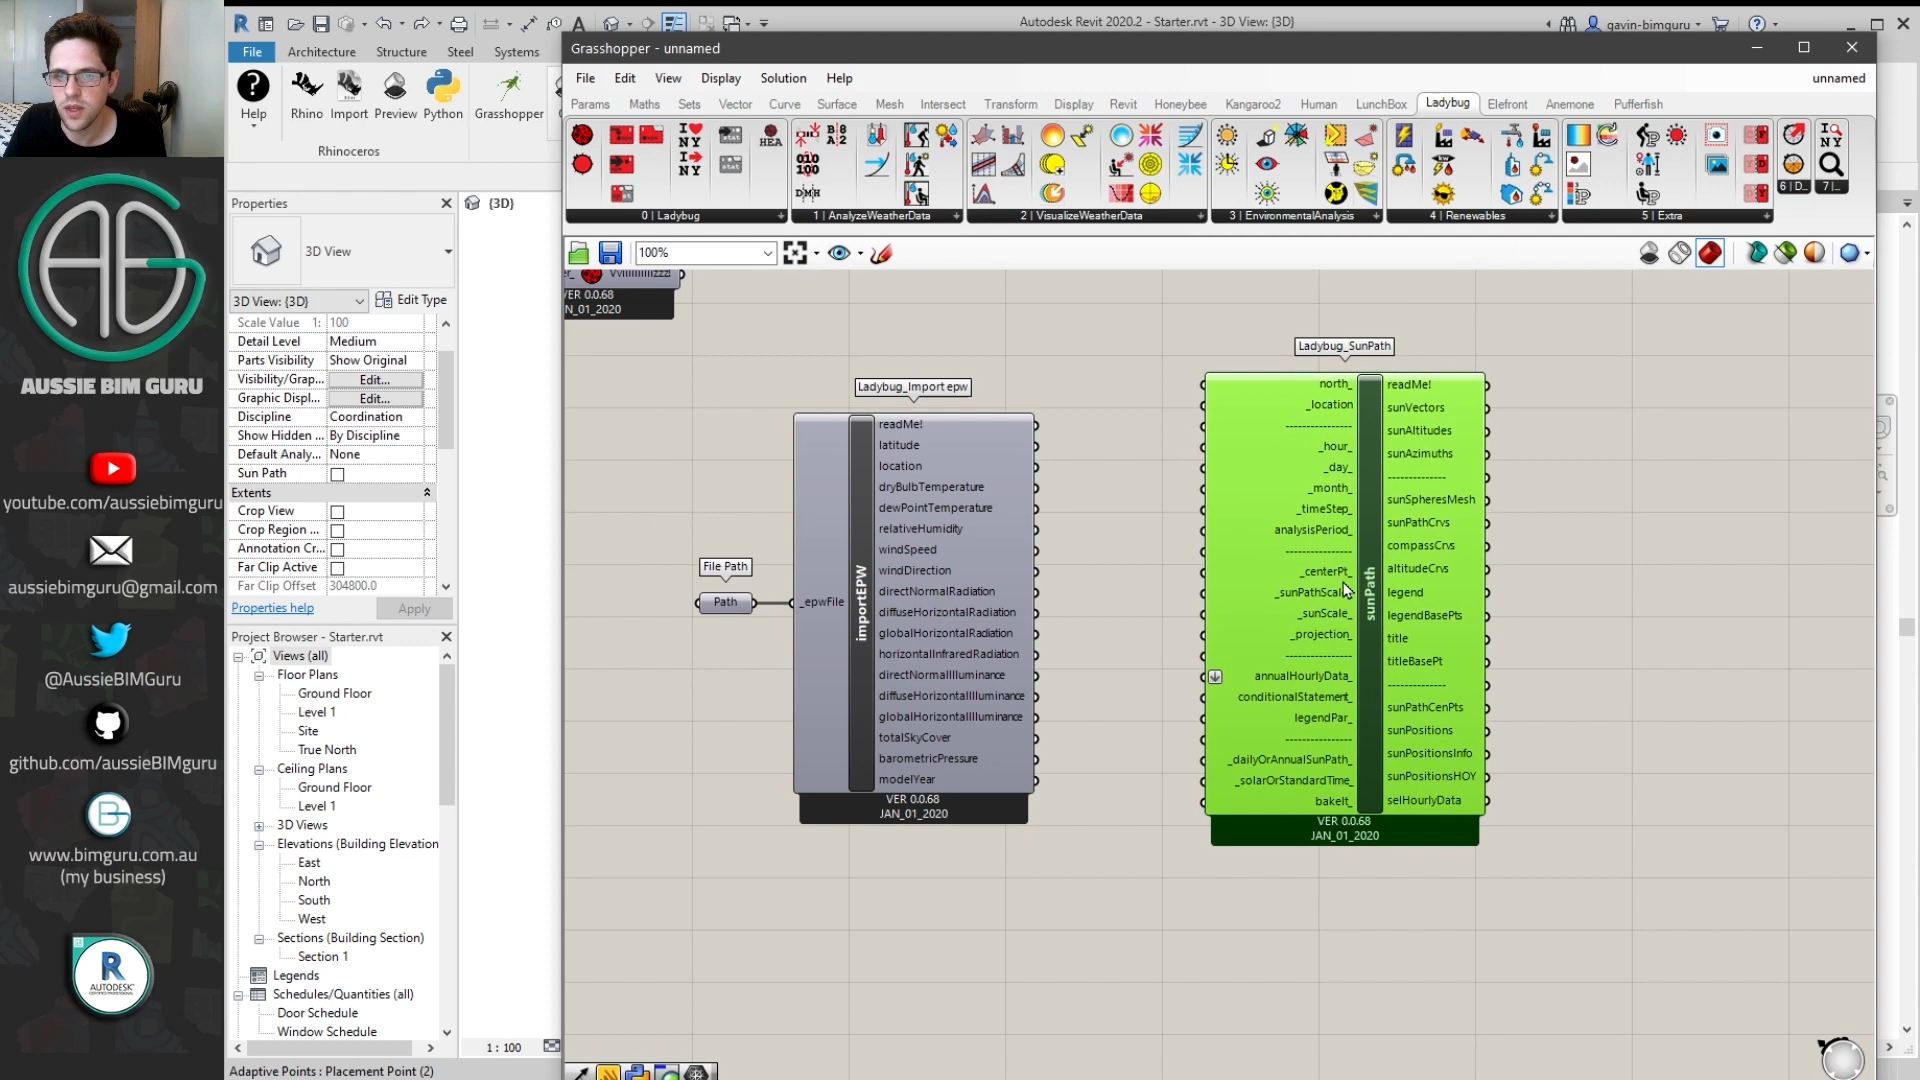 Autodesk Revit 2020.2 - Starter.rvt - 3D View: {3D}
gavin-bimguru
File Architecture Structure Steel Systems
Help Rhino Import Preview Python Grasshopper
Rhinoceros
AUSSIE BIM GURU
youtube.com/aussiebimguru
aussiebimguru@gmail.com
@AussieBIMGuru
github.com/aussieBIMguru
www.bimguru.com.au
(my business)
AUTODESK
Properties
3D View
3D View: {3D} Edit Type
Scale Value 1: 100
Detail Level Medium
Parts Visibility Show Original
Visibility/Grap... Edit...
Graphic Displ... Edit...
Discipline Coordination
Show Hidden ... By Discipline
Default Analy... None
Sun Path
Extents
Crop View
Crop Region ...
Annotation Cr...
Far Clip Active
Far Clip Offset 304800.0
Properties help Apply
Project Browser - Starter.rvt
Views (all)
Floor Plans
Ground Floor
Level 1
Site
True North
Ceiling Plans
Ground Floor
Level 1
3D Views
Elevations (Building Elevation
East
North
South
West
Sections (Building Section)
Section 1
Legends
Schedules/Quantities (all)
Door Schedule
Window Schedule
Adaptive Points : Placement Point (2)
{3D}
1 : 100
Grasshopper - unnamed
File Edit View Display Solution Help unnamed
Params Maths Sets Vector Curve Surface Mesh Intersect Transform Display Revit Honeybee Kangaroo2 Human LunchBox Ladybug Elefront Anemone Pufferfish
0 | Ladybug 1 | AnalyzeWeatherData 2 | VisualizeWeatherData 3 | EnvironmentalAnalysis 4 | Renewables 5 | Extra 6 | D... 7 |...
100%
VER 0.0.68
JAN_01_2020
File Path
Path
Ladybug_Import epw
_epwFile
importEPW
readMe!
latitude
location
dryBulbTemperature
dewPointTemperature
relativeHumidity
windSpeed
windDirection
directNormalRadiation
diffuseHorizontalRadiation
globalHorizontalRadiation
horizontalInfraredRadiation
directNormalIlluminance
diffuseHorizontalIlluminance
globalHorizontalIlluminance
totalSkyCover
barometricPressure
modelYear
VER 0.0.68
JAN_01_2020
Ladybug_SunPath
north_
_location
----------------
_hour_
_day_
_month_
_timeStep_
analysisPeriod_
----------------
_centerPt_
_sunPathScale_
_sunScale_
_projection_
----------------
annualHourlyData_
conditionalStatement_
legendPar_
----------------
_dailyOrAnnualSunPath_
_solarOrStandardTime_
bakeIt_
sunPath
readMe!
sunVectors
sunAltitudes
sunAzimuths
--------------
sunSpheresMesh
sunPathCrvs
compassCrvs
altitudeCrvs
legend
legendBasePts
title
titleBasePt
--------------
sunPathCenPts
sunPositions
sunPositionsInfo
sunPositionsHOY
selHourlyData
VER 0.0.68
JAN_01_2020